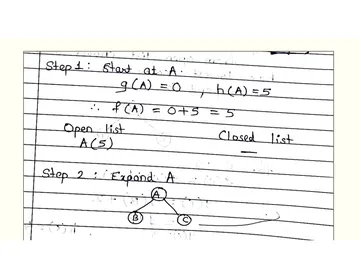 Step 1: Start at A.
g(A) = 0 , h(A) = 5
∴ f(A) = 0+5 = 5
Open list Closed list
A(5) —
Step 2 : Expand A
A
B C